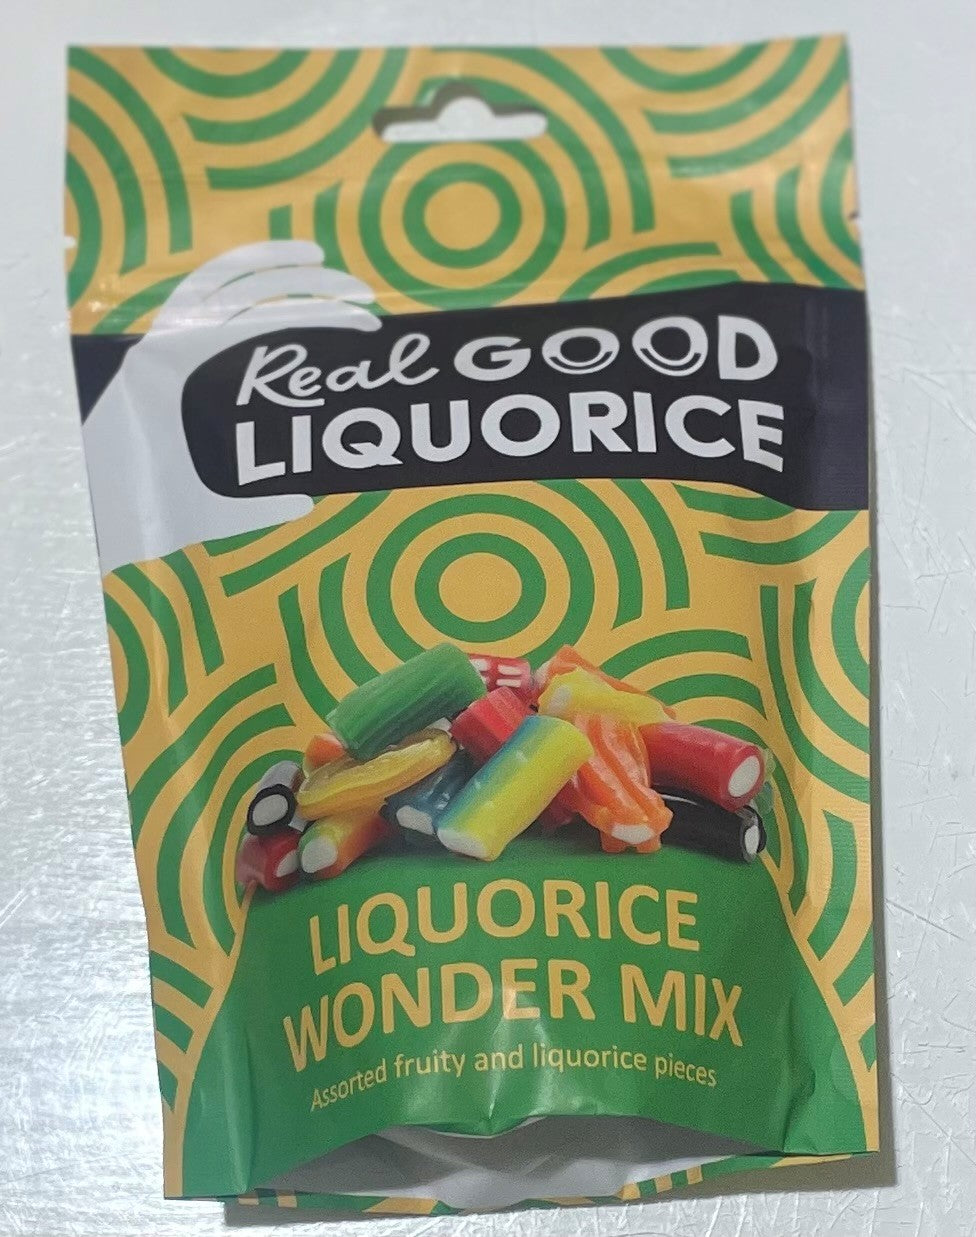 Real GOOD
LIQUORICE
LIQUORICE
WONDER MIX
Assorted fruity and liquorice pieces